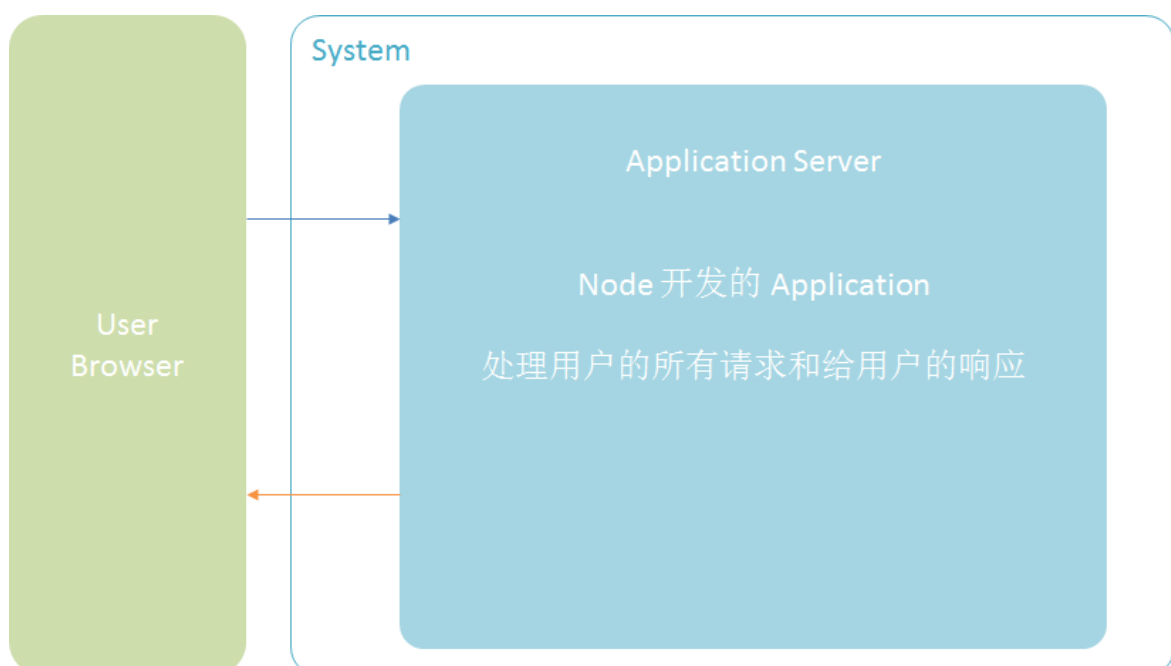 System
Application Server
Node 开发的 Application
处理用户的所有请求和给用户的响应
User
Browser